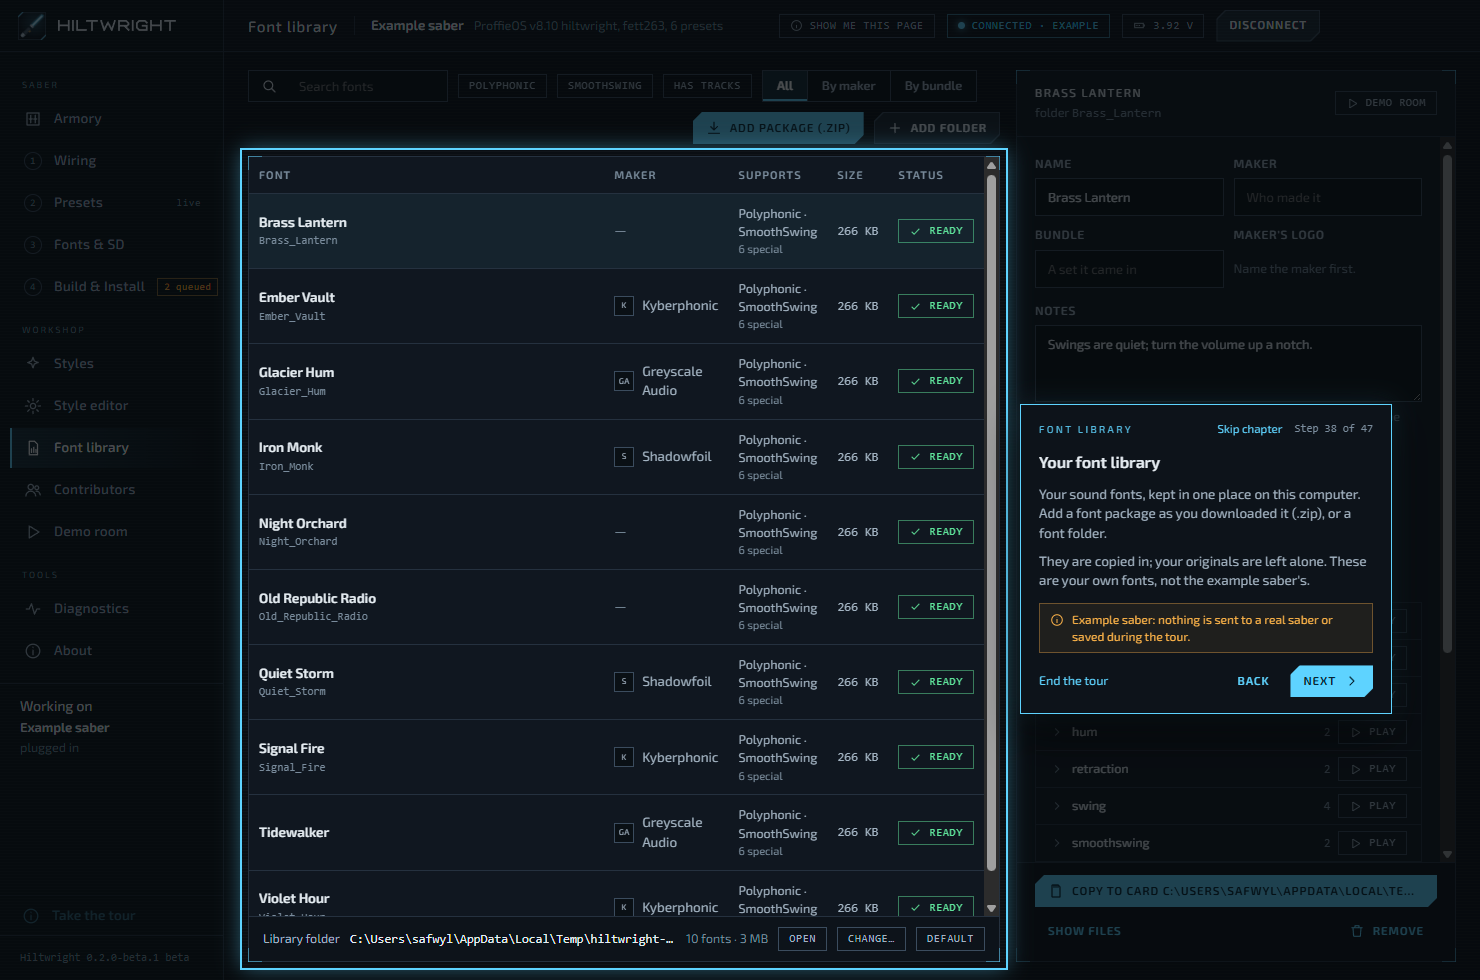 HILTWRIGHT
Font library
Example saber
ProffieOS v8.10 hiltwright, fett263, 6 presets
SHOW ME THIS PAGE
CONNECTED · EXAMPLE
3.92 V
DISCONNECT
SABER
Armory
1 Wiring
2 Presets live
3 Fonts & SD
4 Build & Install 2 queued
WORKSHOP
Styles
Style editor
Font library
Contributors
Demo room
TOOLS
Diagnostics
About
Working on
Example saber
plugged in
Take the tour
Hiltwright 0.2.0-beta.1 beta
Search fonts
POLYPHONIC
SMOOTHSWING
HAS TRACKS
All
By maker
By bundle
ADD PACKAGE (.ZIP)
ADD FOLDER
FONT MAKER SUPPORTS SIZE STATUS
Brass Lantern
Brass_Lantern
—
Polyphonic ·
SmoothSwing
6 special
266 KB
READY
Ember Vault
Ember_Vault
K Kyberphonic
Polyphonic ·
SmoothSwing
6 special
266 KB
READY
Glacier Hum
Glacier_Hum
GA Greyscale
Audio
Polyphonic ·
SmoothSwing
6 special
266 KB
READY
Iron Monk
Iron_Monk
S Shadowfoil
Polyphonic ·
SmoothSwing
6 special
266 KB
READY
Night Orchard
Night_Orchard
—
Polyphonic ·
SmoothSwing
6 special
266 KB
READY
Old Republic Radio
Old_Republic_Radio
—
Polyphonic ·
SmoothSwing
6 special
266 KB
READY
Quiet Storm
Quiet_Storm
S Shadowfoil
Polyphonic ·
SmoothSwing
6 special
266 KB
READY
Signal Fire
Signal_Fire
K Kyberphonic
Polyphonic ·
SmoothSwing
6 special
266 KB
READY
Tidewalker
GA Greyscale
Audio
Polyphonic ·
SmoothSwing
6 special
266 KB
READY
Violet Hour
K Kyberphonic
Polyphonic ·
SmoothSwing
266 KB
READY
Library folder C:\Users\safwyl\AppData\Local\Temp\hiltwright-… 10 fonts · 3 MB
OPEN
CHANGE…
DEFAULT
BRASS LANTERN
folder Brass_Lantern
DEMO ROOM
NAME
Brass Lantern
MAKER
Who made it
BUNDLE
A set it came in
MAKER'S LOGO
Name the maker first.
NOTES
Swings are quiet; turn the volume up a notch.
FONT LIBRARY
Skip chapter
Step 38 of 47
Your font library
Your sound fonts, kept in one place on this computer.
Add a font package as you downloaded it (.zip), or a
font folder.
They are copied in; your originals are left alone. These
are your own fonts, not the example saber's.
Example saber: nothing is sent to a real saber or
saved during the tour.
End the tour
BACK
NEXT
hum 2 PLAY
retraction 2 PLAY
swing 4 PLAY
smoothswing 2 PLAY
COPY TO CARD C:\USERS\SAFWYL\APPDATA\LOCAL\TE...
SHOW FILES
REMOVE